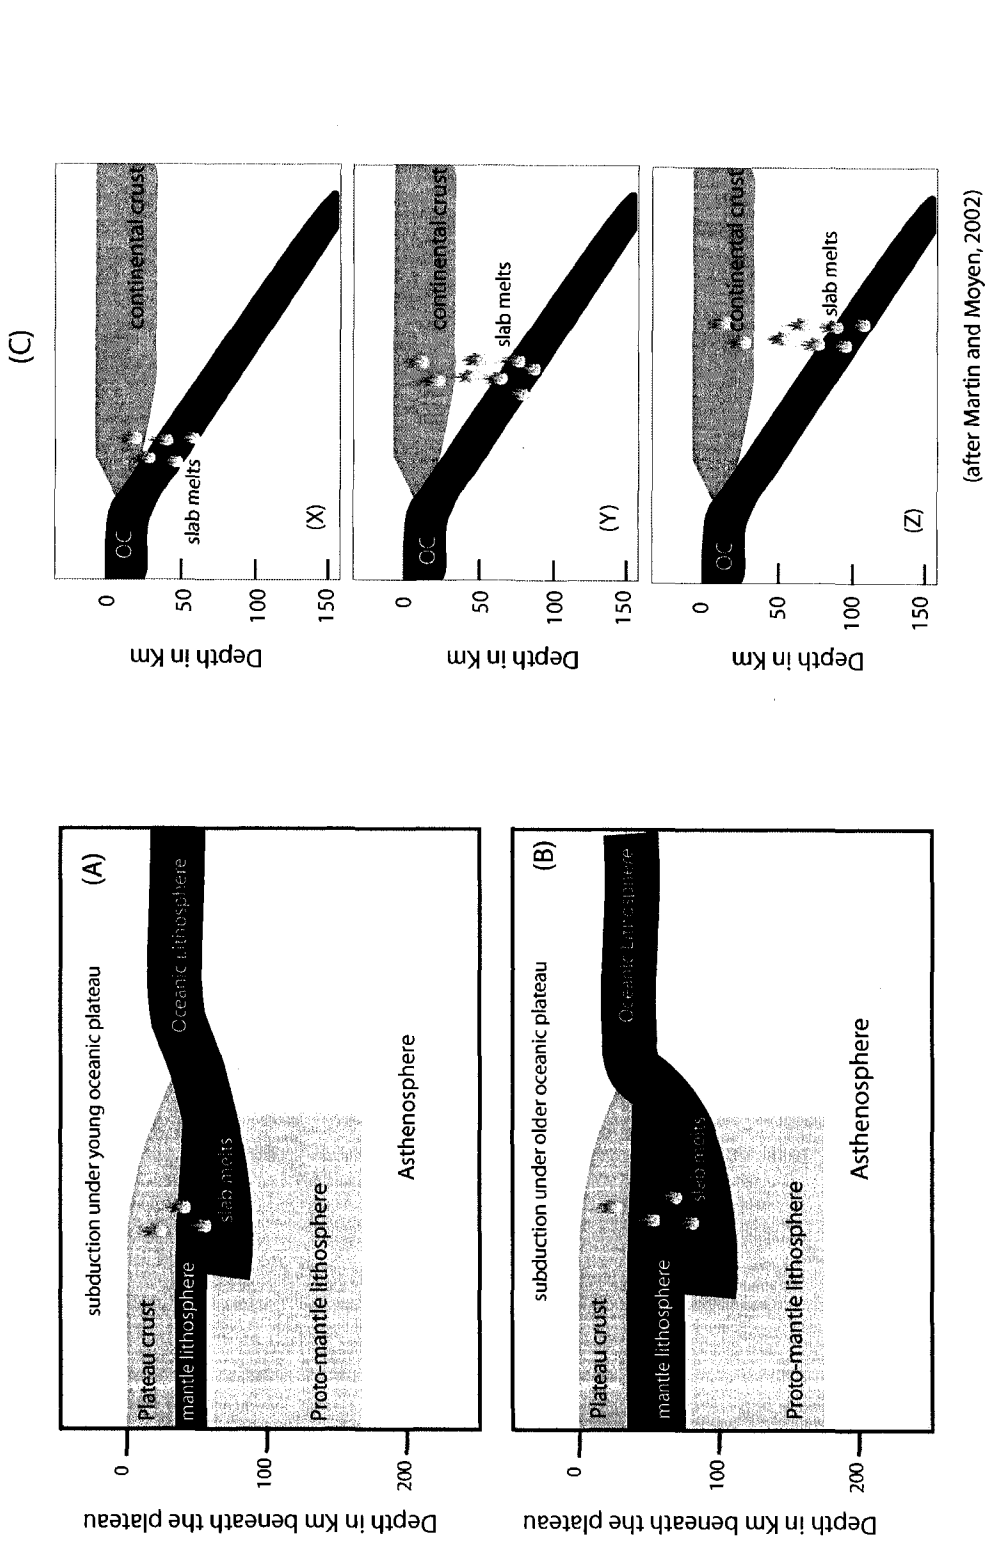 (A)
subduction under young oceanic plateau
Oceanic Lithosphere
Plateau crust
mantle lithosphere
slab melts
Proto-mantle lithosphere
Asthenosphere
0
100
200
Depth in Km beneath the plateau
(B)
subduction under older oceanic plateau
Oceanic Lithosphere
Plateau crust
mantle lithosphere
slab melts
Proto-mantle lithosphere
Asthenosphere
0
100
200
Depth in Km beneath the plateau
(C)
OC
continental crust
slab melts
(X)
0
50
100
150
Depth in Km
OC
continental crust
slab melts
(Y)
0
50
100
150
Depth in Km
OC
continental crust
slab melts
(Z)
0
50
100
150
Depth in Km
(after Martin and Moyen, 2002)